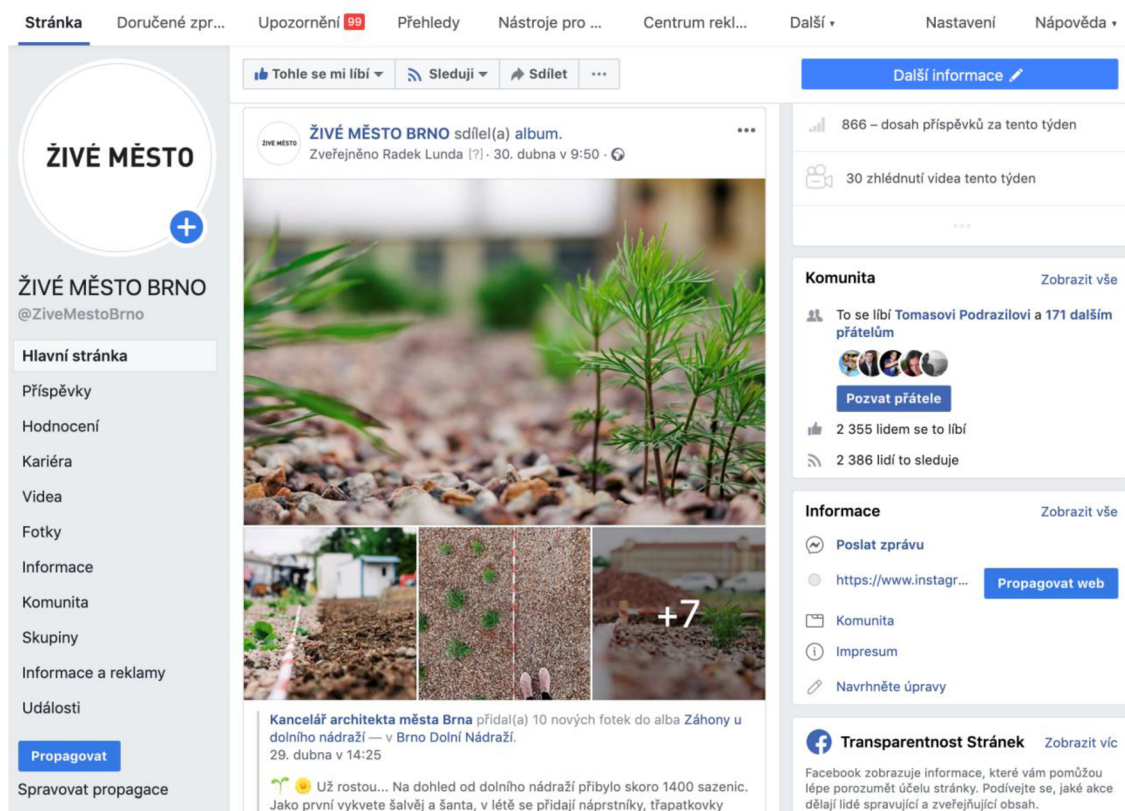 Stránka
Doručené zpr...
Upozornění 99
Přehledy
Nástroje pro ...
Centrum rekl...
Další
Nastavení
Nápověda
ŽIVÉ MĚSTO
ŽIVÉ MĚSTO BRNO
@ZiveMestoBrno
Hlavní stránka
Příspěvky
Hodnocení
Kariéra
Videa
Fotky
Informace
Komunita
Skupiny
Informace a reklamy
Události
Propagovat
Spravovat propagace
Tohle se mi líbí
Sleduji
Sdílet
...
Další informace
ŽIVÉ MĚSTO
ŽIVÉ MĚSTO BRNO sdílel(a) album.
Zveřejněno Radek Lunda [?] · 30. dubna v 9:50 ·
+7
Kancelář architekta města Brna přidal(a) 10 nových fotek do alba Záhony u
dolního nádraží — v Brno Dolní Nádraží.
29. dubna v 14:25
🌱 🌼 Už rostou... Na dohled od dolního nádraží přibylo skoro 1400 sazenic.
Jako první vykvete šalvěj a šanta, v létě se přidají náprstníky, třapatkovky
866 – dosah příspěvků za tento týden
30 zhlédnutí videa tento týden
...
Komunita
Zobrazit vše
To se líbí Tomasovi Podrazilovi a 171 dalším
přátelům
Pozvat přátele
2 355 lidem se to líbí
2 386 lidí to sleduje
Informace
Zobrazit vše
Poslat zprávu
https://www.instagr...
Propagovat web
Komunita
Impresum
Navrhněte úpravy
Transparentnost Stránek
Zobrazit víc
Facebook zobrazuje informace, které vám pomůžou
lépe porozumět účelu stránky. Podívejte se, jaké akce
dělají lidé spravující a zveřejňující obsah.